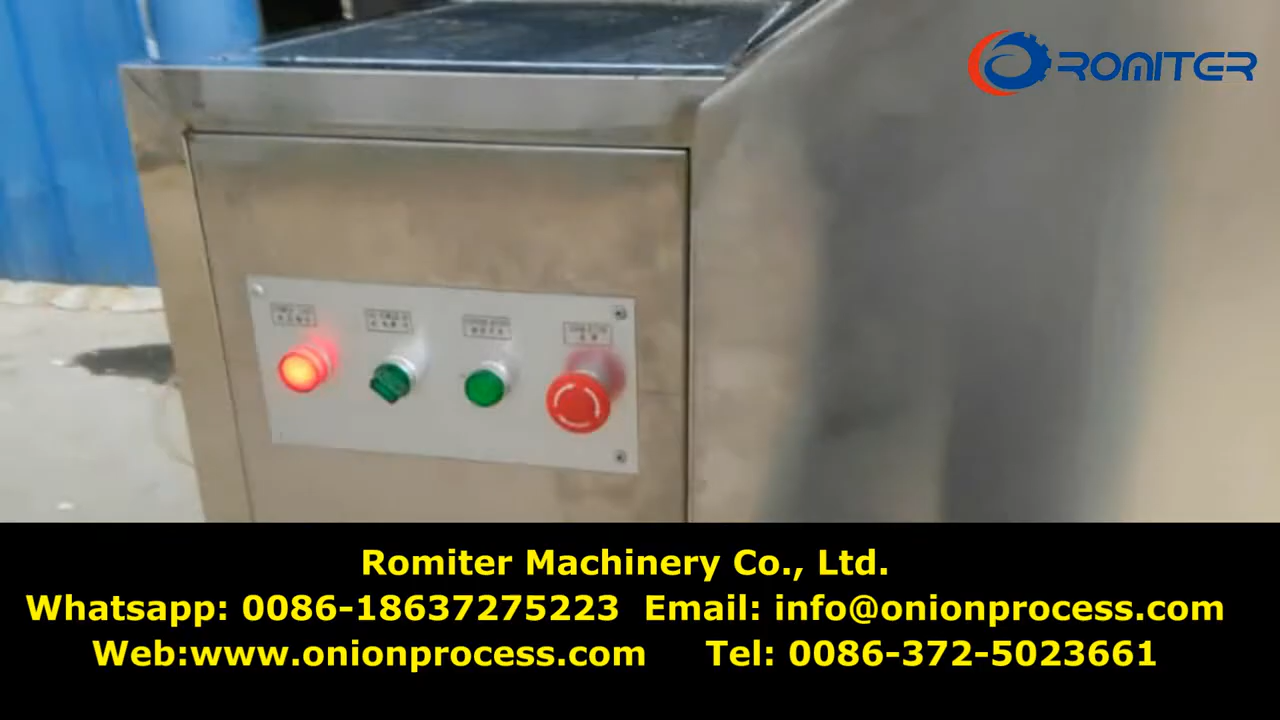 ROMITER
Romiter Machinery Co., Ltd.
Whatsapp: 0086-18637275223 Email: info@onionprocess.com
Web:www.onionprocess.com Tel: 0086-372-5023661